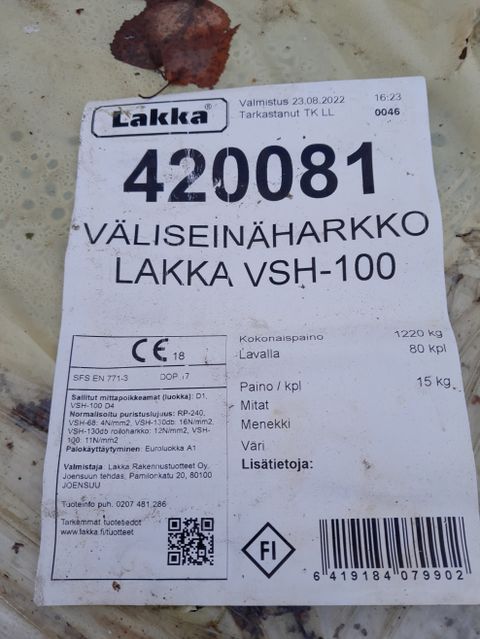 Lakka®
Valmistus 23.08.2022 16:23
Tarkastanut TK LL 0046
420081
VÄLISEINÄHARKKO
LAKKA VSH-100
Kokonaispaino 1220 kg
Lavalla 80 kpl
Paino / kpl 15 kg
Mitat
Menekki
Väri
Lisätietoja:
CE 18
SFS EN 771-3 DOP
Sallitut mittapoikkeamat (luokka): D1,
VSH-100 D4
Normalisoitu puristuslujuus: RP-240,
VSH-68: 4N/mm2, VSH-130db: 16N/mm2,
VSH-130db roiloharkko: 12N/mm2, VSH-
100: 11N/mm2
Palokäyttäytyminen: Euroluokka A1
Valmistaja: Lakka Rakennustuotteet Oy,
Joensuun tehdas, Pamilonkatu 20, 80100
JOENSUU
Tuoteinfo puh. 0207 481 286
Tarkemmat tuotetiedot
www.lakka.fi/tuotteet
FI
6 419184 079902